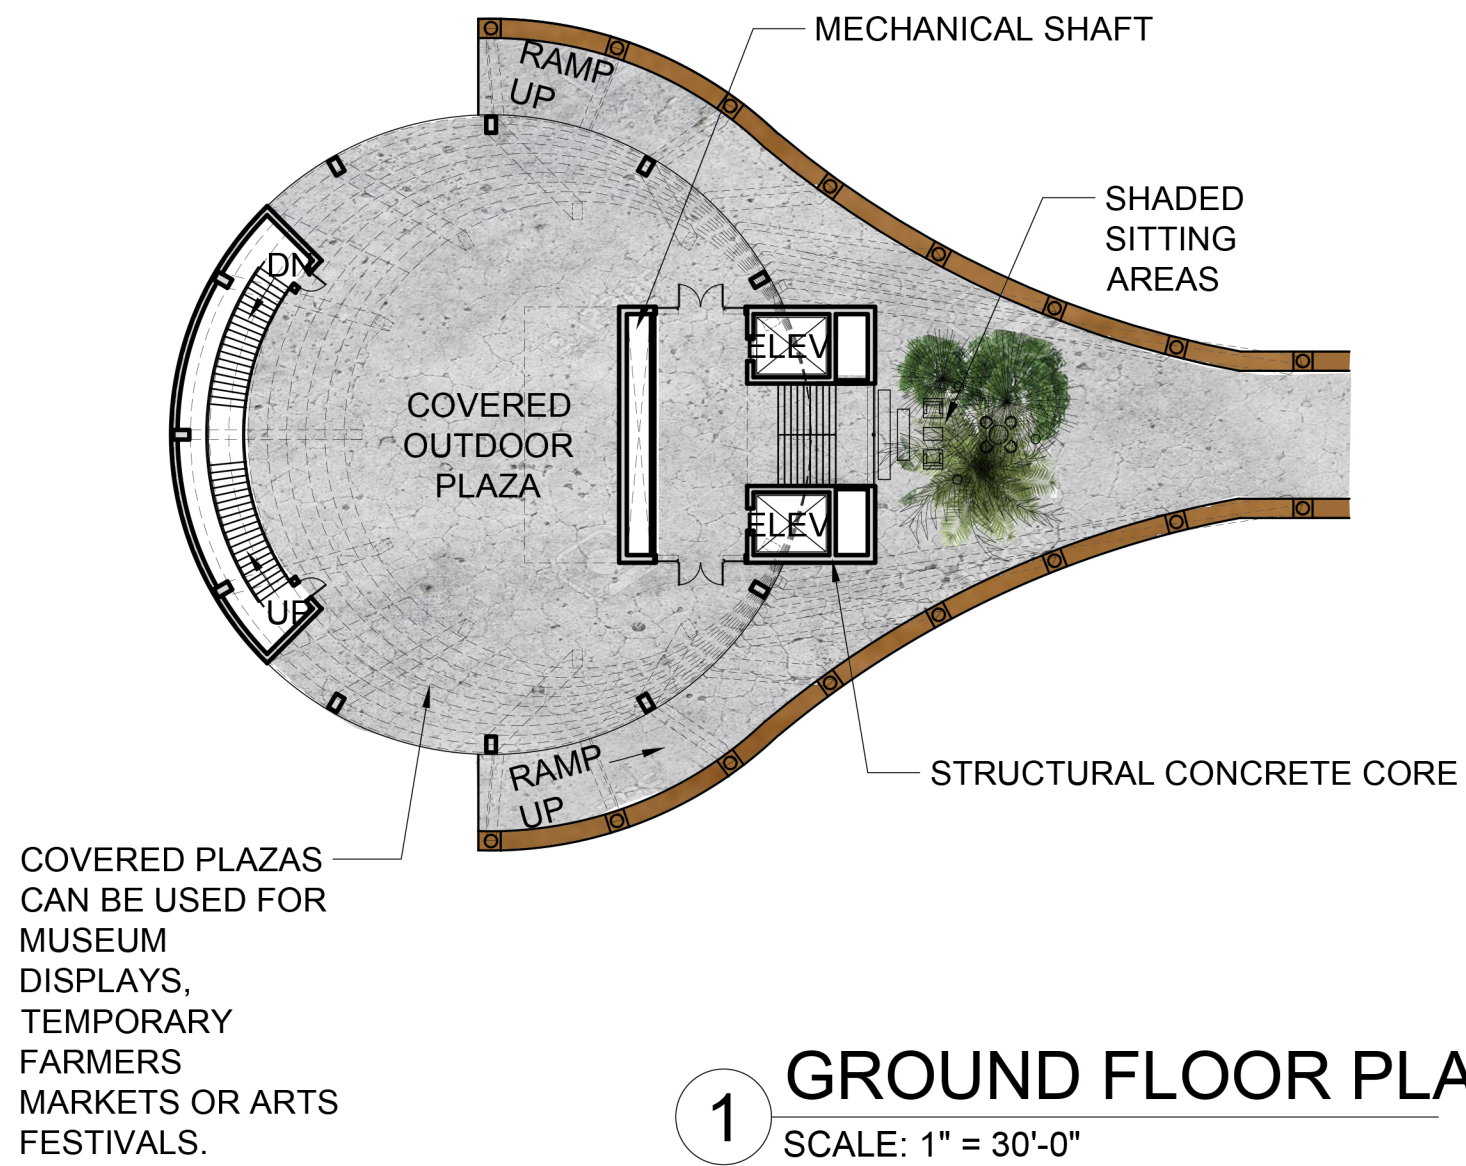 MECHANICAL SHAFT
RAMP
UP
SHADED
SITTING
AREAS
DN
ELEV
COVERED
OUTDOOR
PLAZA
ELEV
UP
RAMP
UP
STRUCTURAL CONCRETE CORE
COVERED PLAZAS
CAN BE USED FOR
MUSEUM
DISPLAYS,
TEMPORARY
FARMERS
MARKETS OR ARTS
FESTIVALS.
1
GROUND FLOOR PLA
SCALE: 1" = 30'-0"